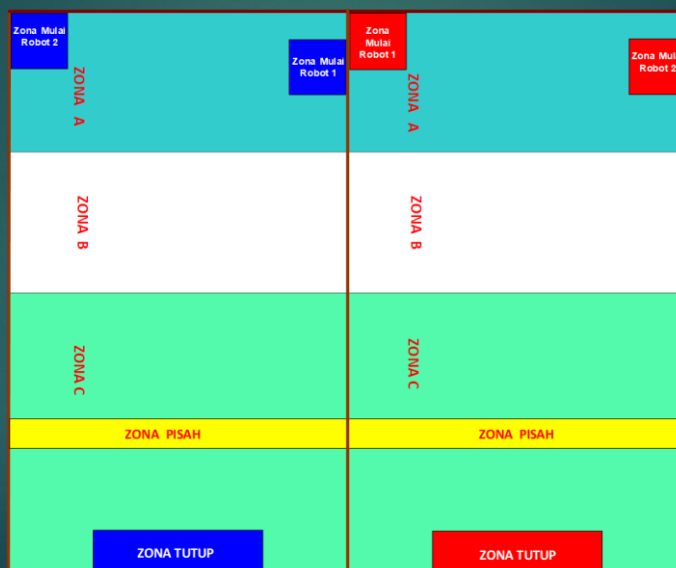 Zona Mulai
Robot 2
Zona Mulai
Robot 1
Zona
Mulai
Robot 1
Zona Mula
Robot 2
ZONA A
ZONA A
ZONA B
ZONA B
ZONA C
ZONA C
ZONA PISAH
ZONA PISAH
ZONA TUTUP
ZONA TUTUP